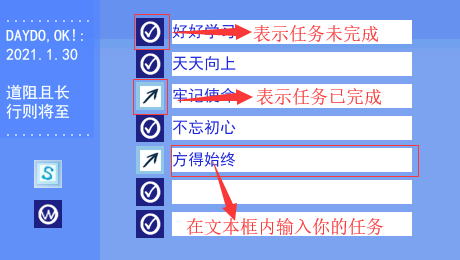 DAYDO,OK!:
2021.1.30
道阻且长
行则将至
S
W
好好学习
表示任务未完成
天天向上
牢记使命
表示任务已完成
不忘初心
方得始终
在文本框内输入你的任务